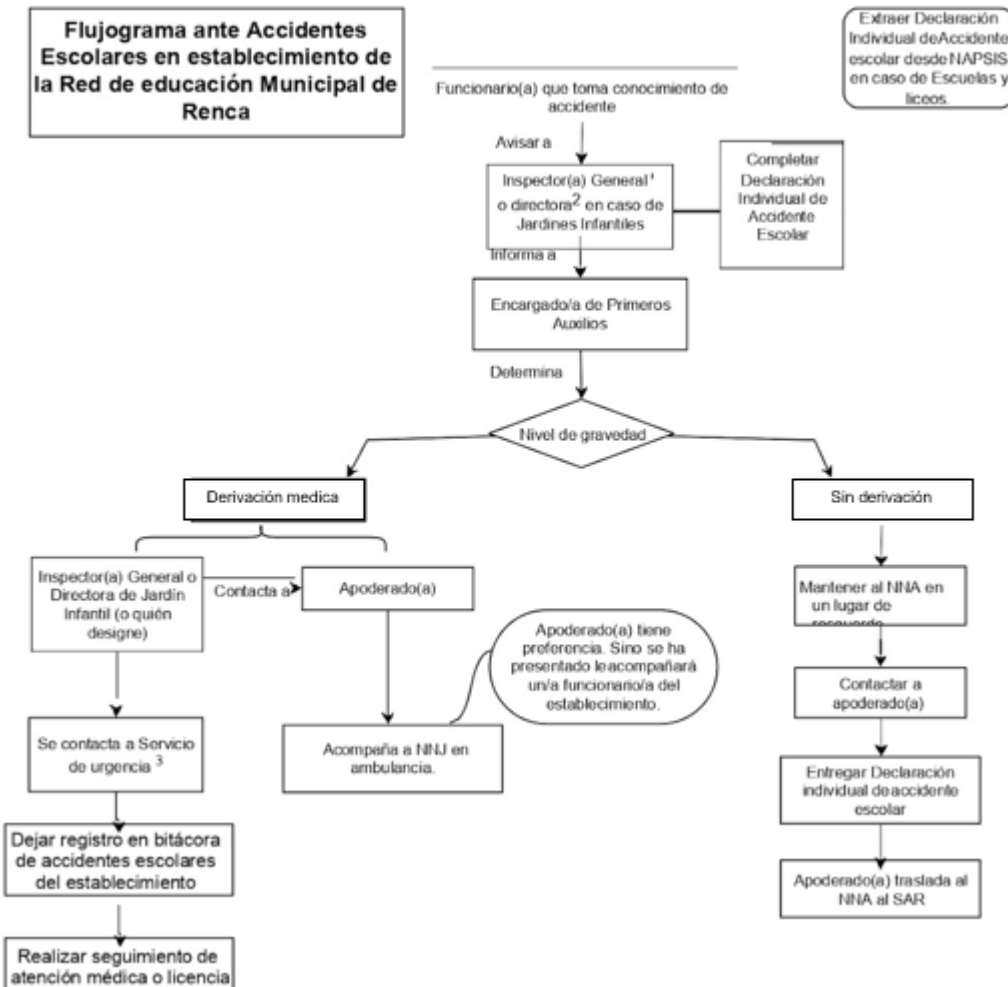 Flujograma ante Accidentes
Escolares en establecimiento de
la Red de educación Municipal de
Renca
Extraer Declaración
Individual deAccidente
escolar desde NAPSIS
en caso de Escuelas y
liceos.
Funcionario(a) que toma conocimiento de
accidente
Avisar a
Inspector(a) General¹
o directora² en caso de
Jardines Infantiles
Completar
Declaración
Individual de
Accidente
Escolar
Informa a
Encargado/a de Primeros
Auxilios
Determina
Nivel de gravedad
Derivación medica
Sin derivación
Inspector(a) General o
Directora de Jardín
Infantil (o quién
designe)
Contacta a
Apoderado(a)
Mantener al NNA en
un lugar de
resguardo
Apoderado(a) tiene
preferencia. Sino se ha
presentado leacompañará
un/a funcionario/a del
establecimiento.
Contactar a
apoderado(a)
Se contacta a Servicio
de urgencia ³
Acompaña a NNJ en
ambulancia.
Entregar Declaración
individual deaccidente
escolar
Dejar registro en bitácora
de accidentes escolares
del establecimiento
Apoderado(a) traslada al
NNA al SAR
Realizar seguimiento de
atención médica o licencia